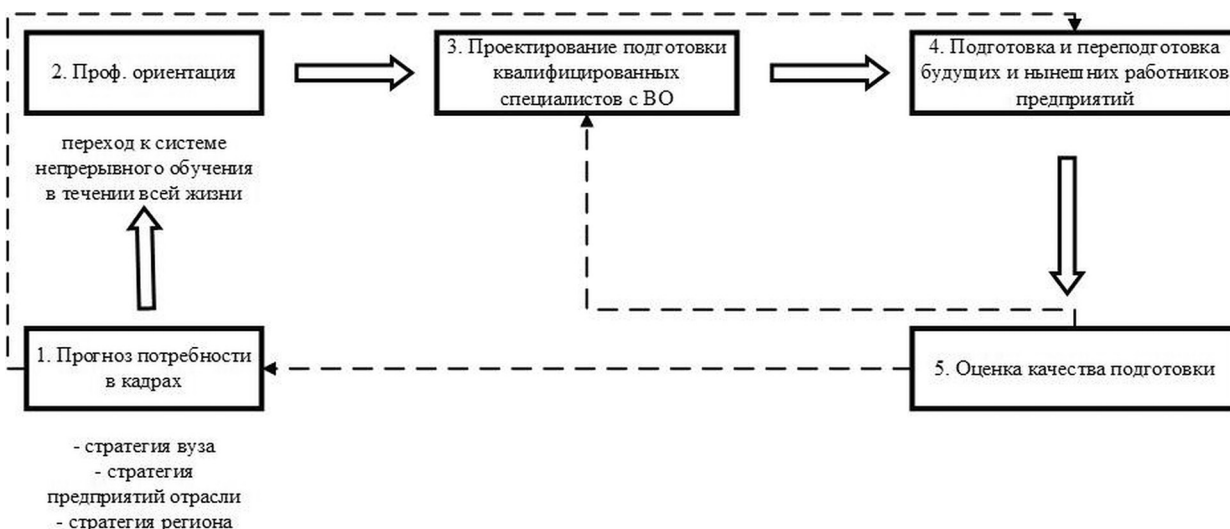 2. Проф. ориентация
3. Проектирование подготовки
квалифицированных
специалистов с ВО
4. Подготовка и переподготовка
будущих и нынешних работников
предприятий
переход к системе
непрерывного обучения
в течении всей жизни
1. Прогноз потребности
в кадрах
5. Оценка качества подготовки
- стратегия вуза
- стратегия
предприятий отрасли
- стратегия региона